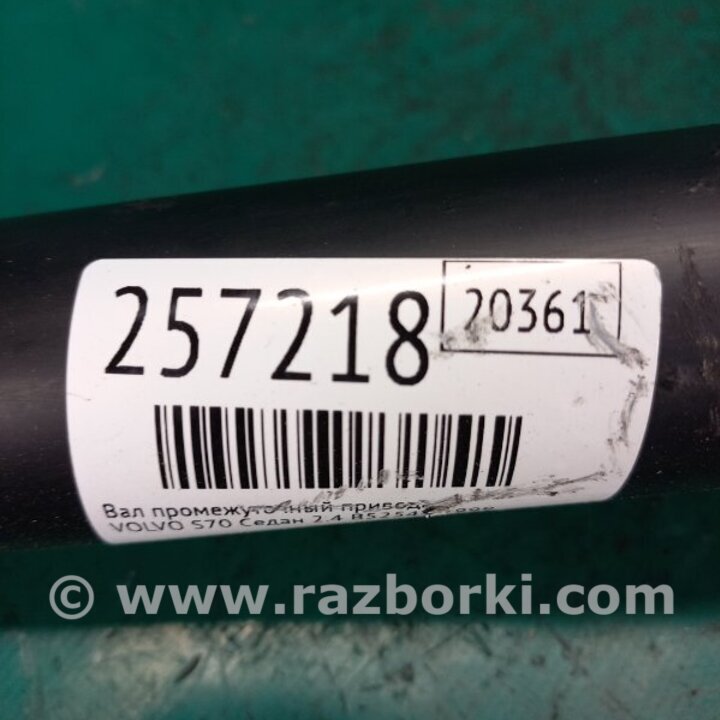 257218
20361
Вал промежуточный привода
VOLVO S70 Седан 2.4
© www.razborki.com